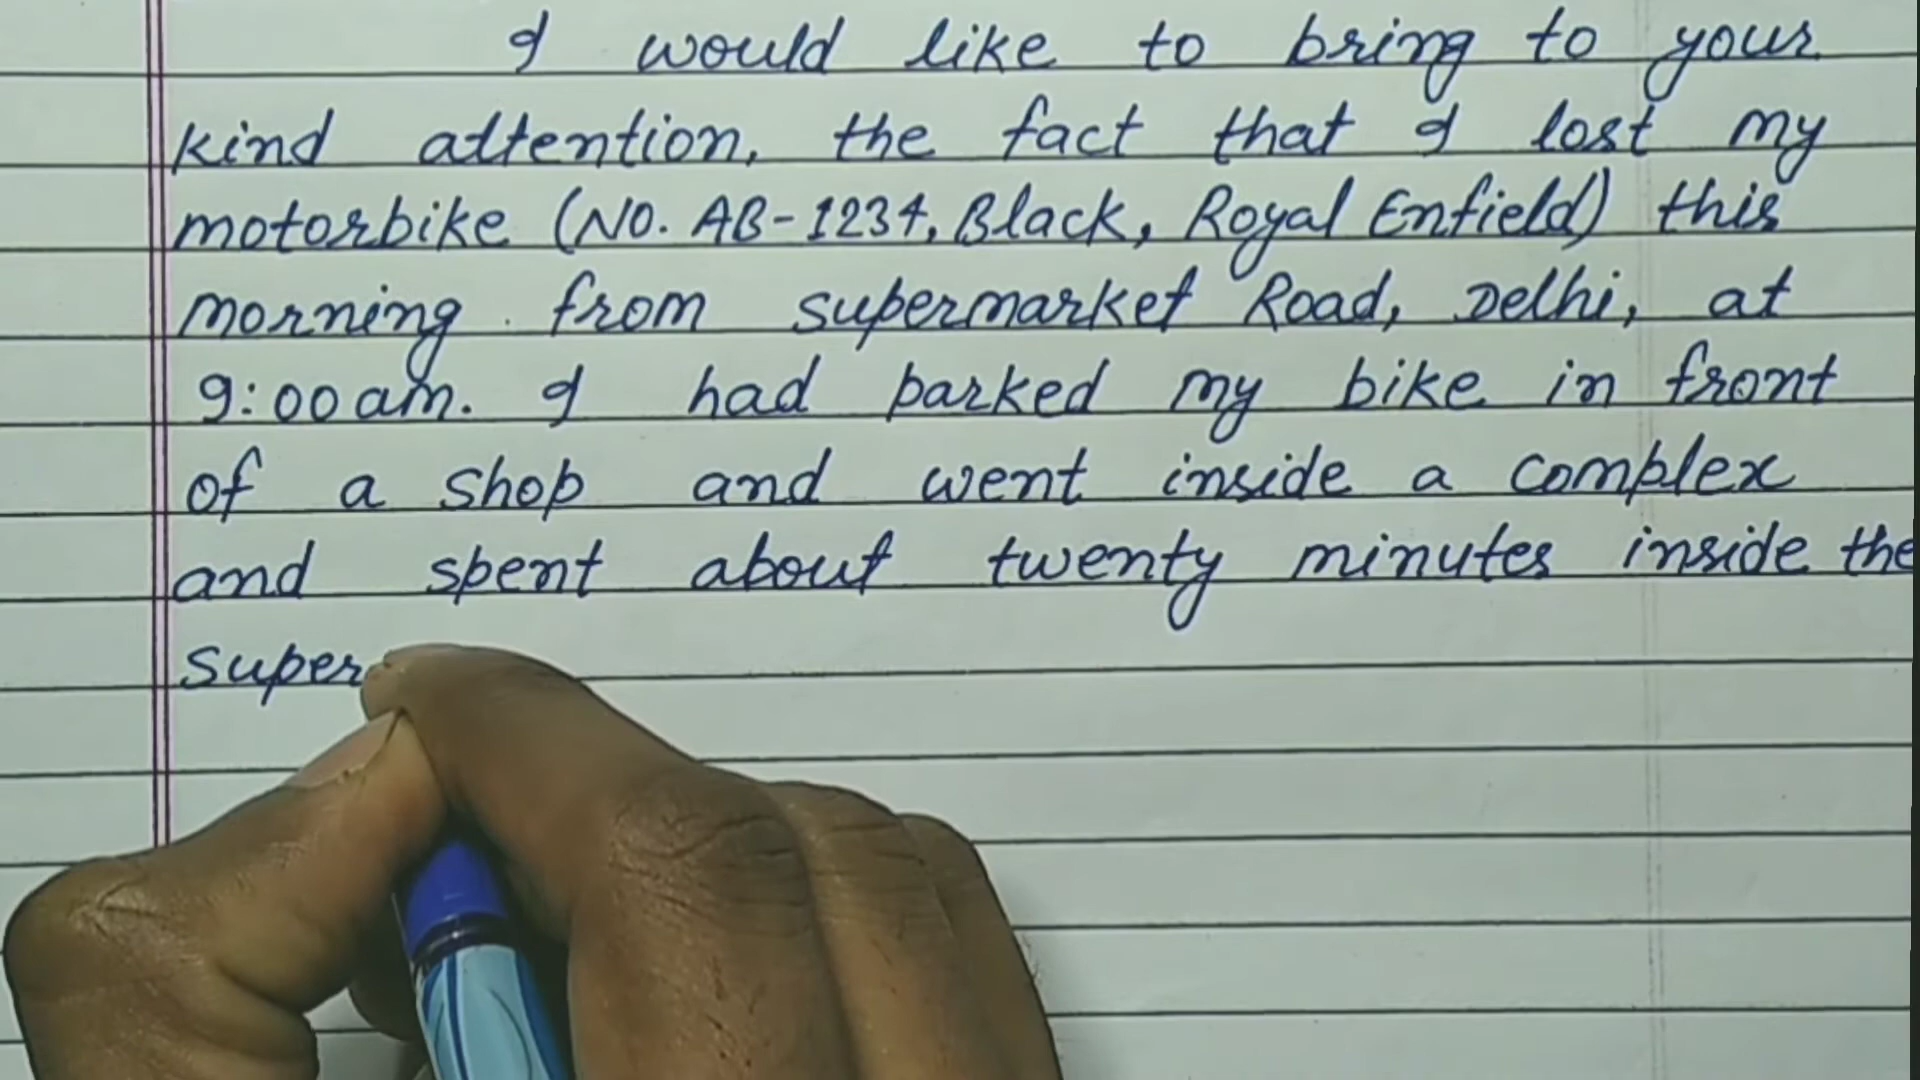 I would like to bring to your
kind attention, the fact that I lost my
motorbike (NO. AB-1234, Black, Royal Enfield) this
morning from supermarket Road, Delhi, at
9:00am. I had parked my bike in front
of a shop and went inside a complex
and spent about twenty minutes inside the
super